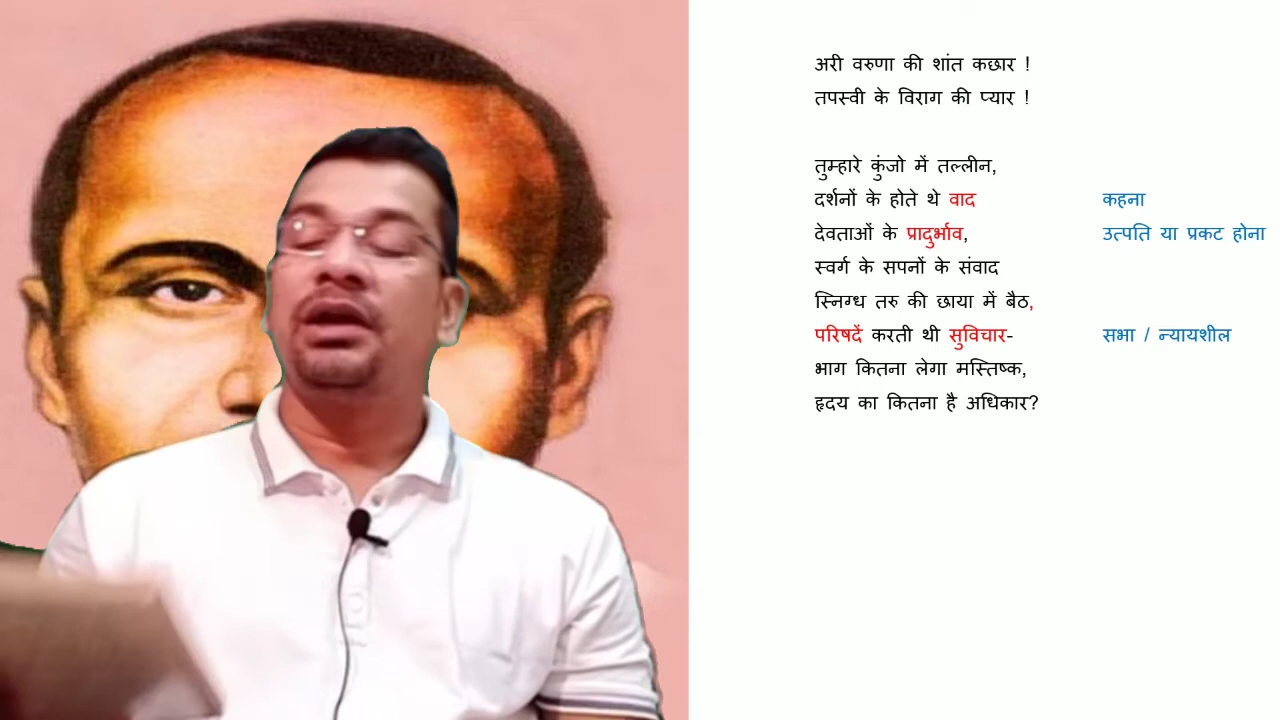 अरी वरुणा की शांत कछार !
तपस्वी के विराग की प्यार !
तुम्हारे कुंजो में तल्लीन,
दर्शनों के होते थे वाद कहना
देवताओं के प्रादुर्भाव, उत्पति या प्रकट होना
स्वर्ग के सपनों के संवाद
स्निग्ध तरु की छाया में बैठ,
परिषदें करती थी सुविचार- सभा / न्यायशील
भाग कितना लेगा मस्तिष्क,
हृदय का कितना है अधिकार?